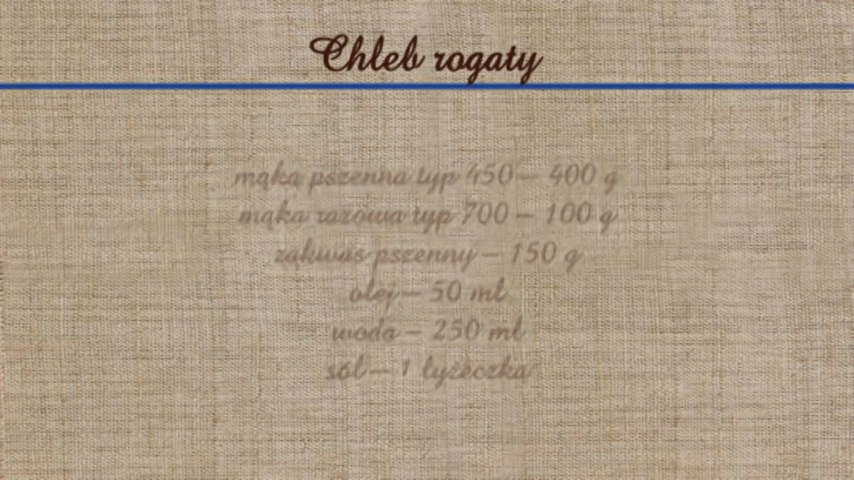 Chleb rogaty
mąka pszenna typ 450 – 400 g
mąka razowa typ 700 – 100 g
zakwas pszenny – 150 g
olej – 50 ml
woda – 250 ml
sól – 1 łyżeczka